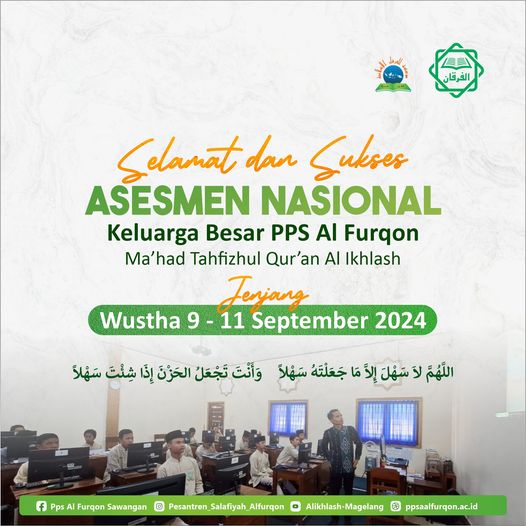 الفرقان
Selamat dan Sukses
ASESMEN NASIONAL
Keluarga Besar PPS Al Furqon
Ma'had Tahfizhul Qur'an Al Ikhlash
Jenjang
Wustha 9 - 11 September 2024
اللَّهُمَّ لاَ سَهْلَ إِلاَّ مَا جَعَلْتَهُ سَهْلاً وَأَنْتَ تَجْعَلُ الحَزْنَ إِذَا شِئْتَ سَهْلاً
Pps Al Furqon Sawangan Pesantren_Salafiyah_Alfurqon Alikhlash-Magelang ppsaalfurqon.ac.id